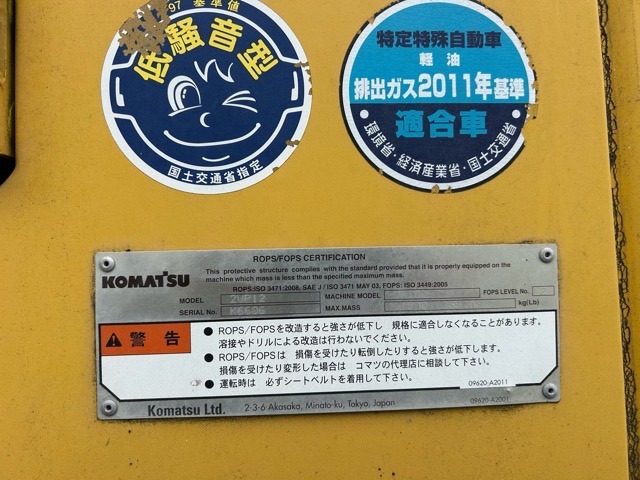 97 基準値
低騒音型
国土交通省指定
特定特殊自動車
軽油
排出ガス2011年基準
適合車
・環境省・経済産業省・国土交通省・
KOMATSU
ROPS/FOPS CERTIFICATION
This protective structure complies with the standard provided that it is properly equipped on the
machine which mass is less than the specified maximum mass.
ROPS:ISO 3471:2008, SAE J / ISO 3471 MAY 03, FOPS: ISO 3449:2005
MODEL 2UP12 MACHINE MODEL FOPS LEVEL No.
SERIAL No. MAX.MASS kg(Lb)
警告
● ROPS/FOPSを改造すると強さが低下し 規格に適合しなくなることがあります。
溶接やドリルによる改造は行わないでください。
● ROPS/FOPSは 損傷を受けたり転倒したりすると強さが低下します。
損傷を受けたり変形した場合は コマツの代理店に相談して下さい。
● 運転時は 必ずシートベルトを着用して下さい。
09620-A2011
Komatsu Ltd. 2-3-6 Akasaka, Minato-ku, Tokyo, Japan
09620-A2001